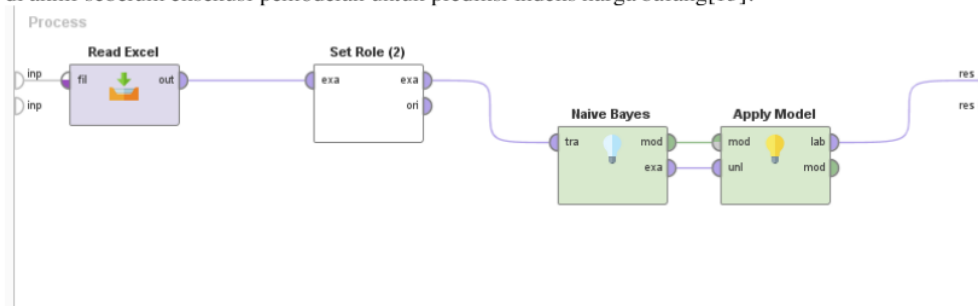 Process
Read Excel
Set Role (2)
inp
fil
out
exa
exa
res
inp
ori
res
Naive Bayes
Apply Model
tra
mod
mod
lab
exa
unl
mod